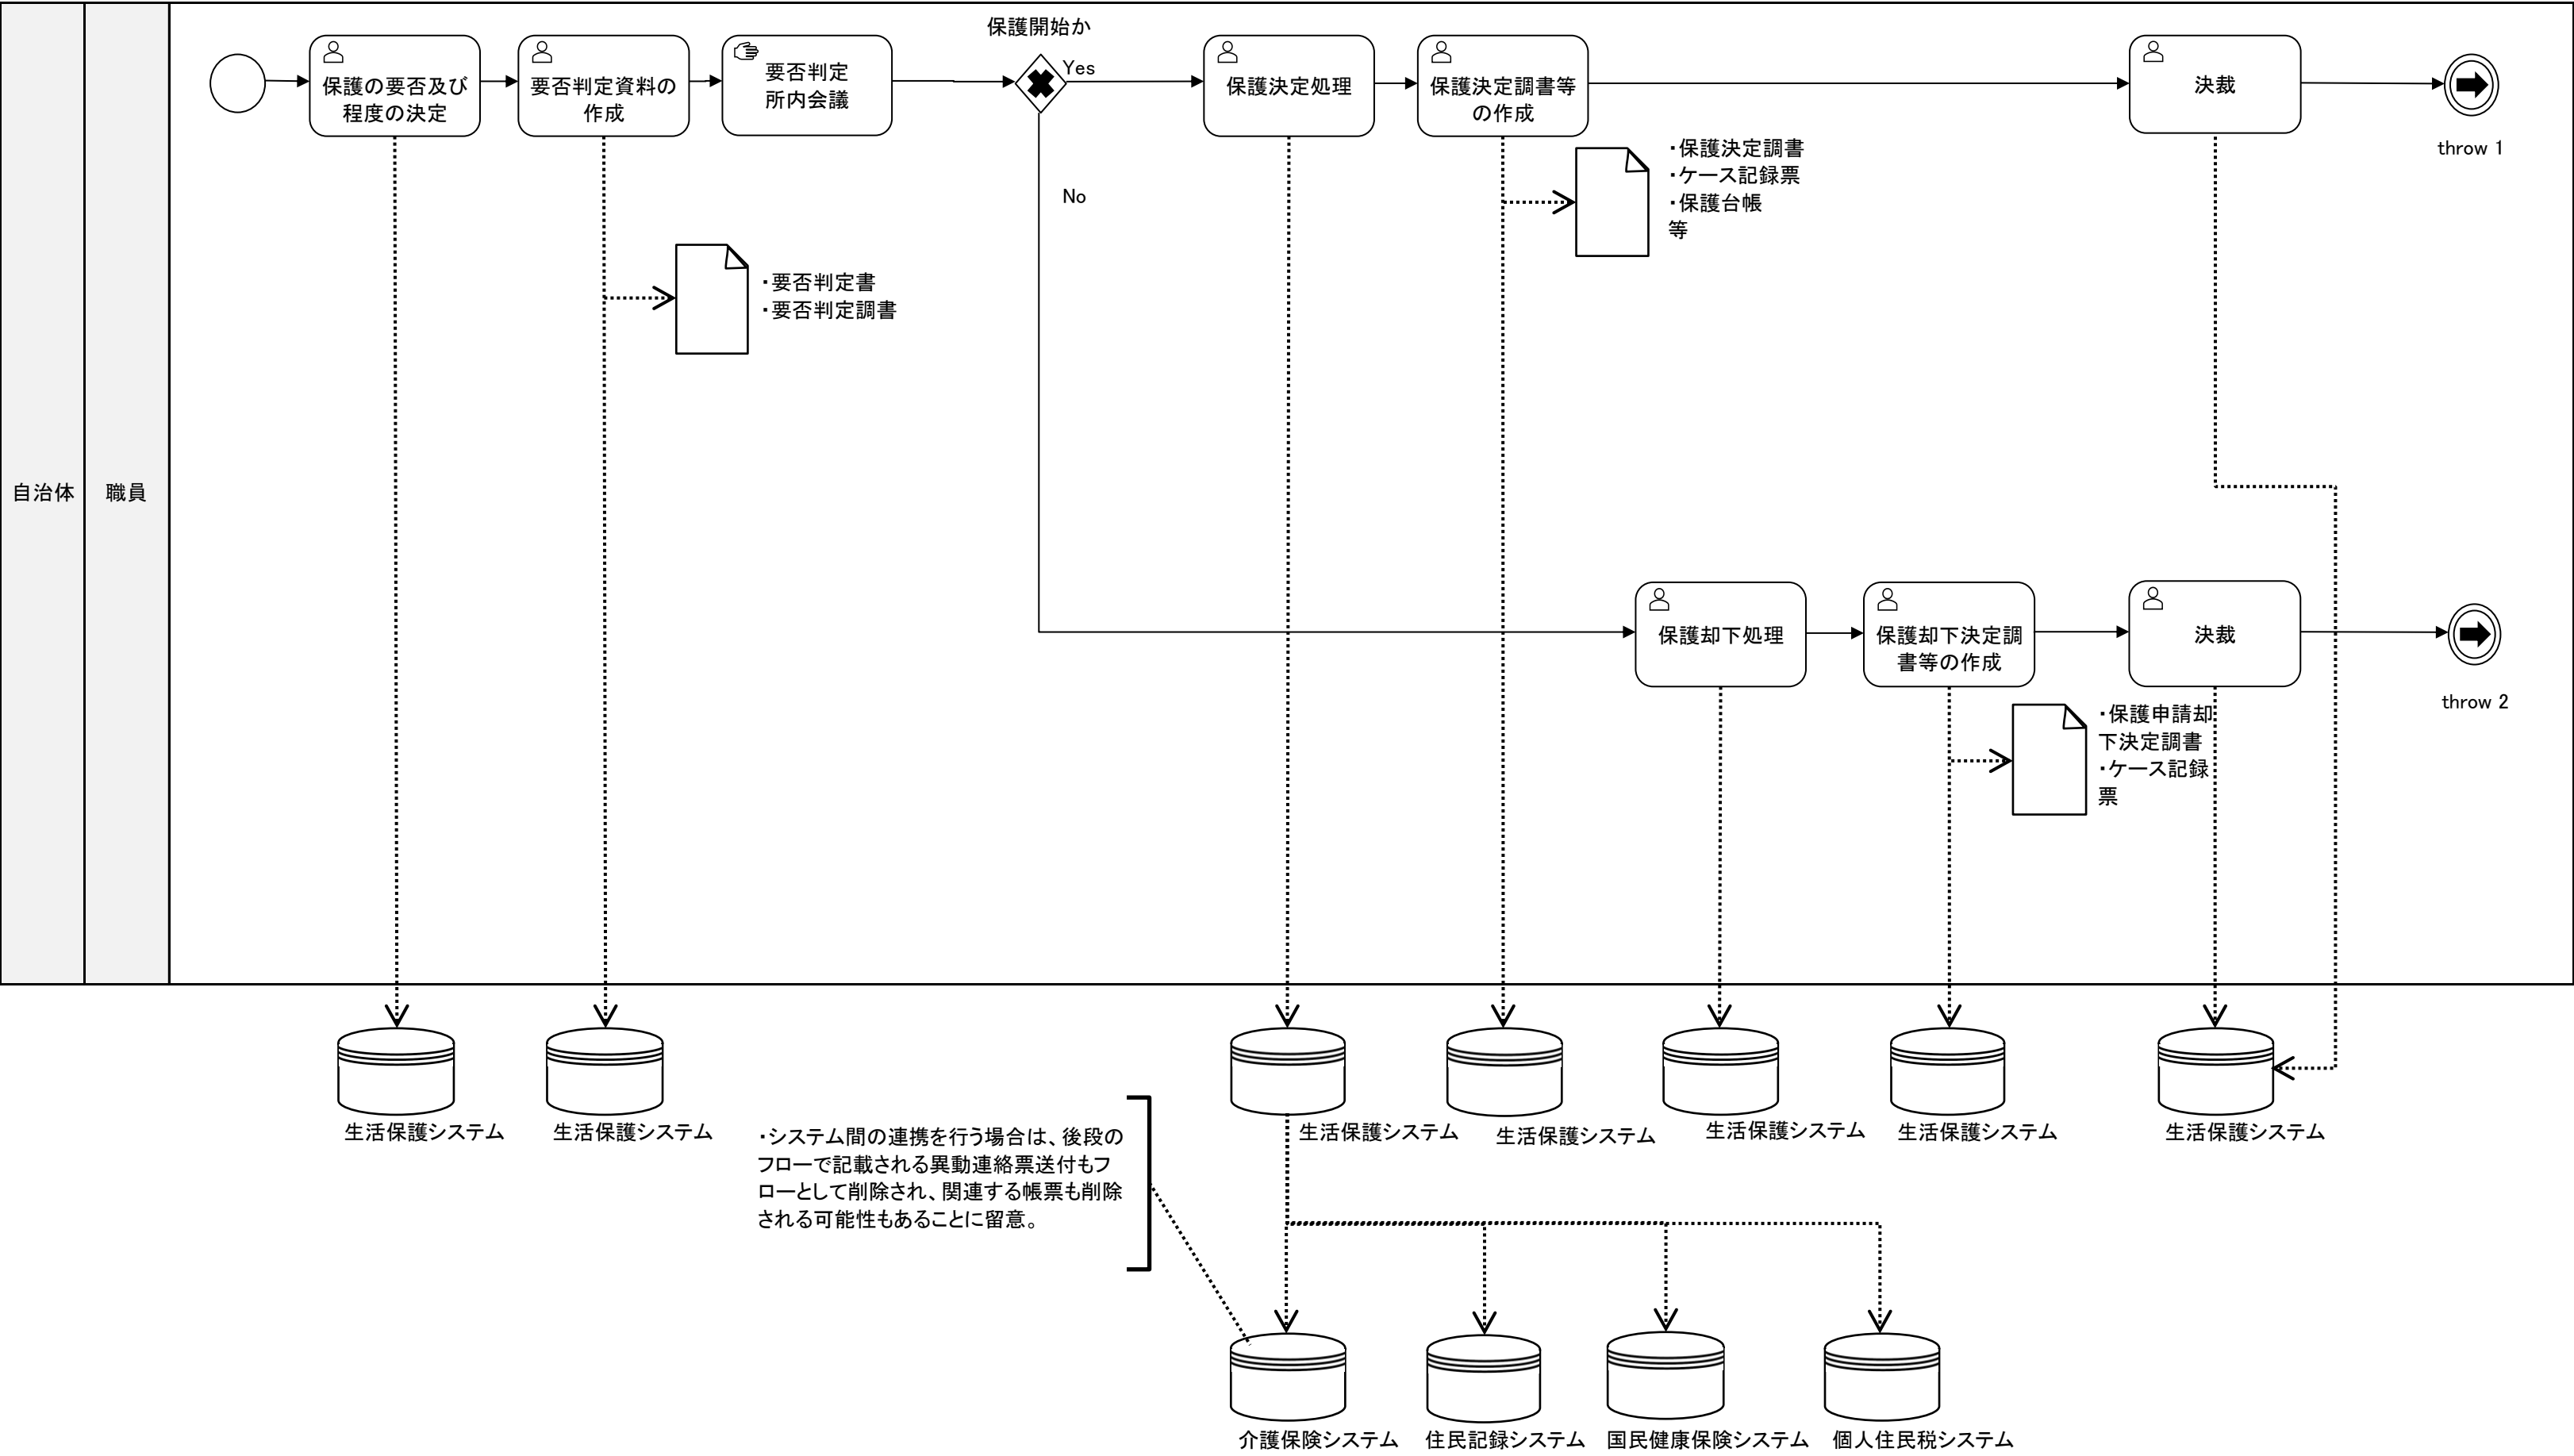 自治体
職員
保護の要否及び
程度の決定
要否判定資料の
作成
要否判定
所内会議
保護開始か
Yes
No
保護決定処理
保護決定調書等
の作成
決裁
throw 1
・要否判定書
・要否判定調書
・保護決定調書
・ケース記録票
・保護台帳
等
保護却下処理
保護却下決定調
書等の作成
決裁
throw 2
・保護申請却
下決定調書
・ケース記録
票
生活保護システム
生活保護システム
生活保護システム
生活保護システム
生活保護システム
生活保護システム
生活保護システム
・システム間の連携を行う場合は、後段の
フローで記載される異動連絡票送付もフ
ローとして削除され、関連する帳票も削除
される可能性もあることに留意。
介護保険システム
住民記録システム
国民健康保険システム
個人住民税システム